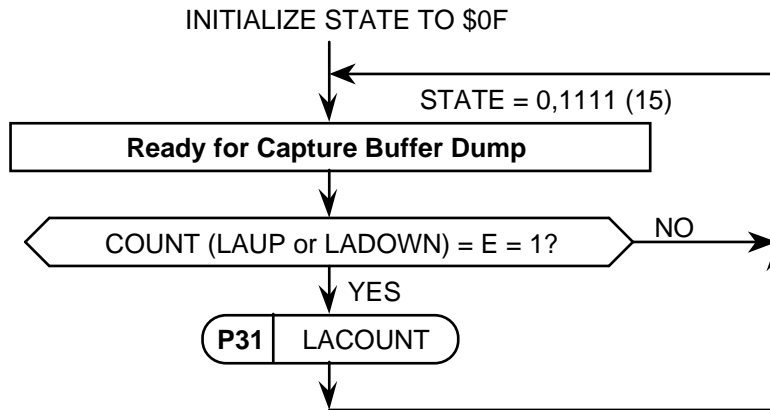 INITIALIZE STATE TO $0F
STATE = 0,1111 (15)
Ready for Capture Buffer Dump
COUNT (LAUP or LADOWN) = E = 1?
NO
YES
P31 LACOUNT